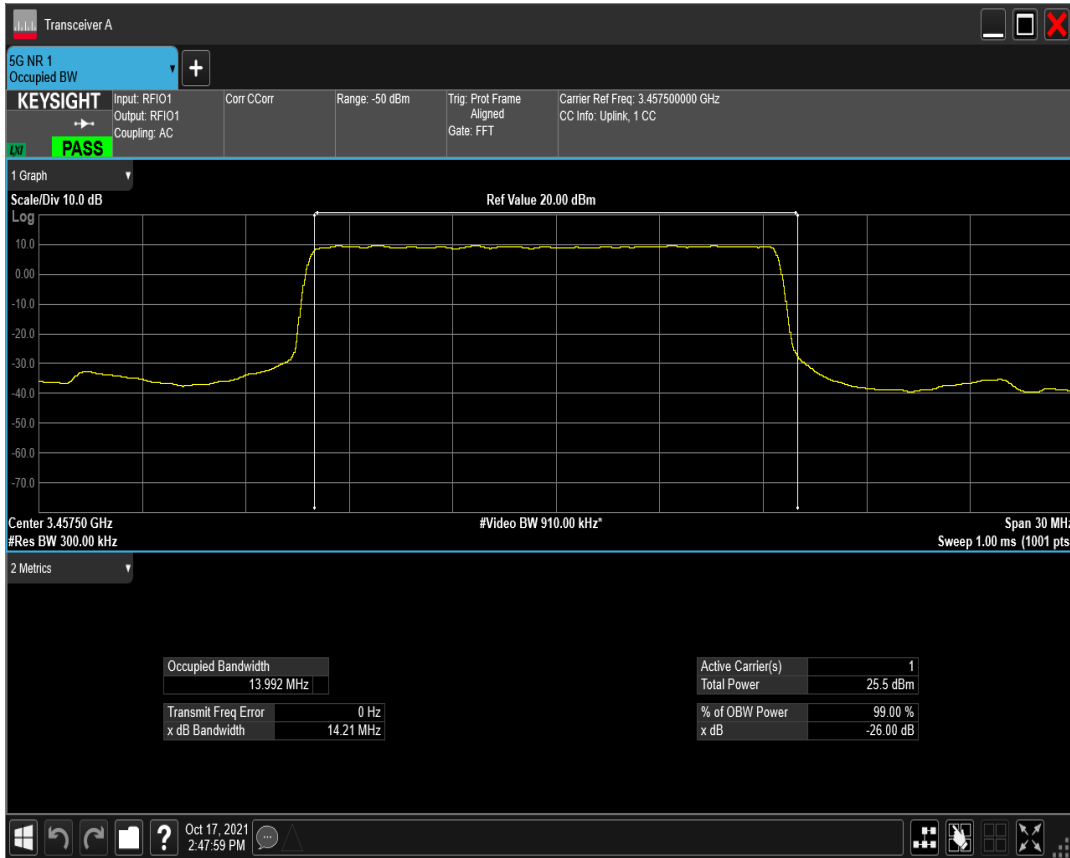 Transceiver A
5G NR 1
Occupied BW
+
KEYSIGHT
LXI
PASS
Input: RFIO1
Output: RFIO1
Coupling: AC
Corr CCorr
Range: -50 dBm
Trig: Prot Frame
Aligned
Gate: FFT
Carrier Ref Freq: 3.457500000 GHz
CC Info: Uplink, 1 CC
1 Graph
Scale/Div 10.0 dB
Ref Value 20.00 dBm
Log
10.0
0.00
-10.0
-20.0
-30.0
-40.0
-50.0
-60.0
-70.0
Center 3.45750 GHz
#Video BW 910.00 kHz*
Span 30 MHz
#Res BW 300.00 kHz
Sweep 1.00 ms (1001 pts
2 Metrics
Occupied Bandwidth
13.992 MHz
Transmit Freq Error 0 Hz
x dB Bandwidth 14.21 MHz
Active Carrier(s) 1
Total Power 25.5 dBm
% of OBW Power 99.00 %
x dB -26.00 dB
?
Oct 17, 2021
2:47:59 PM